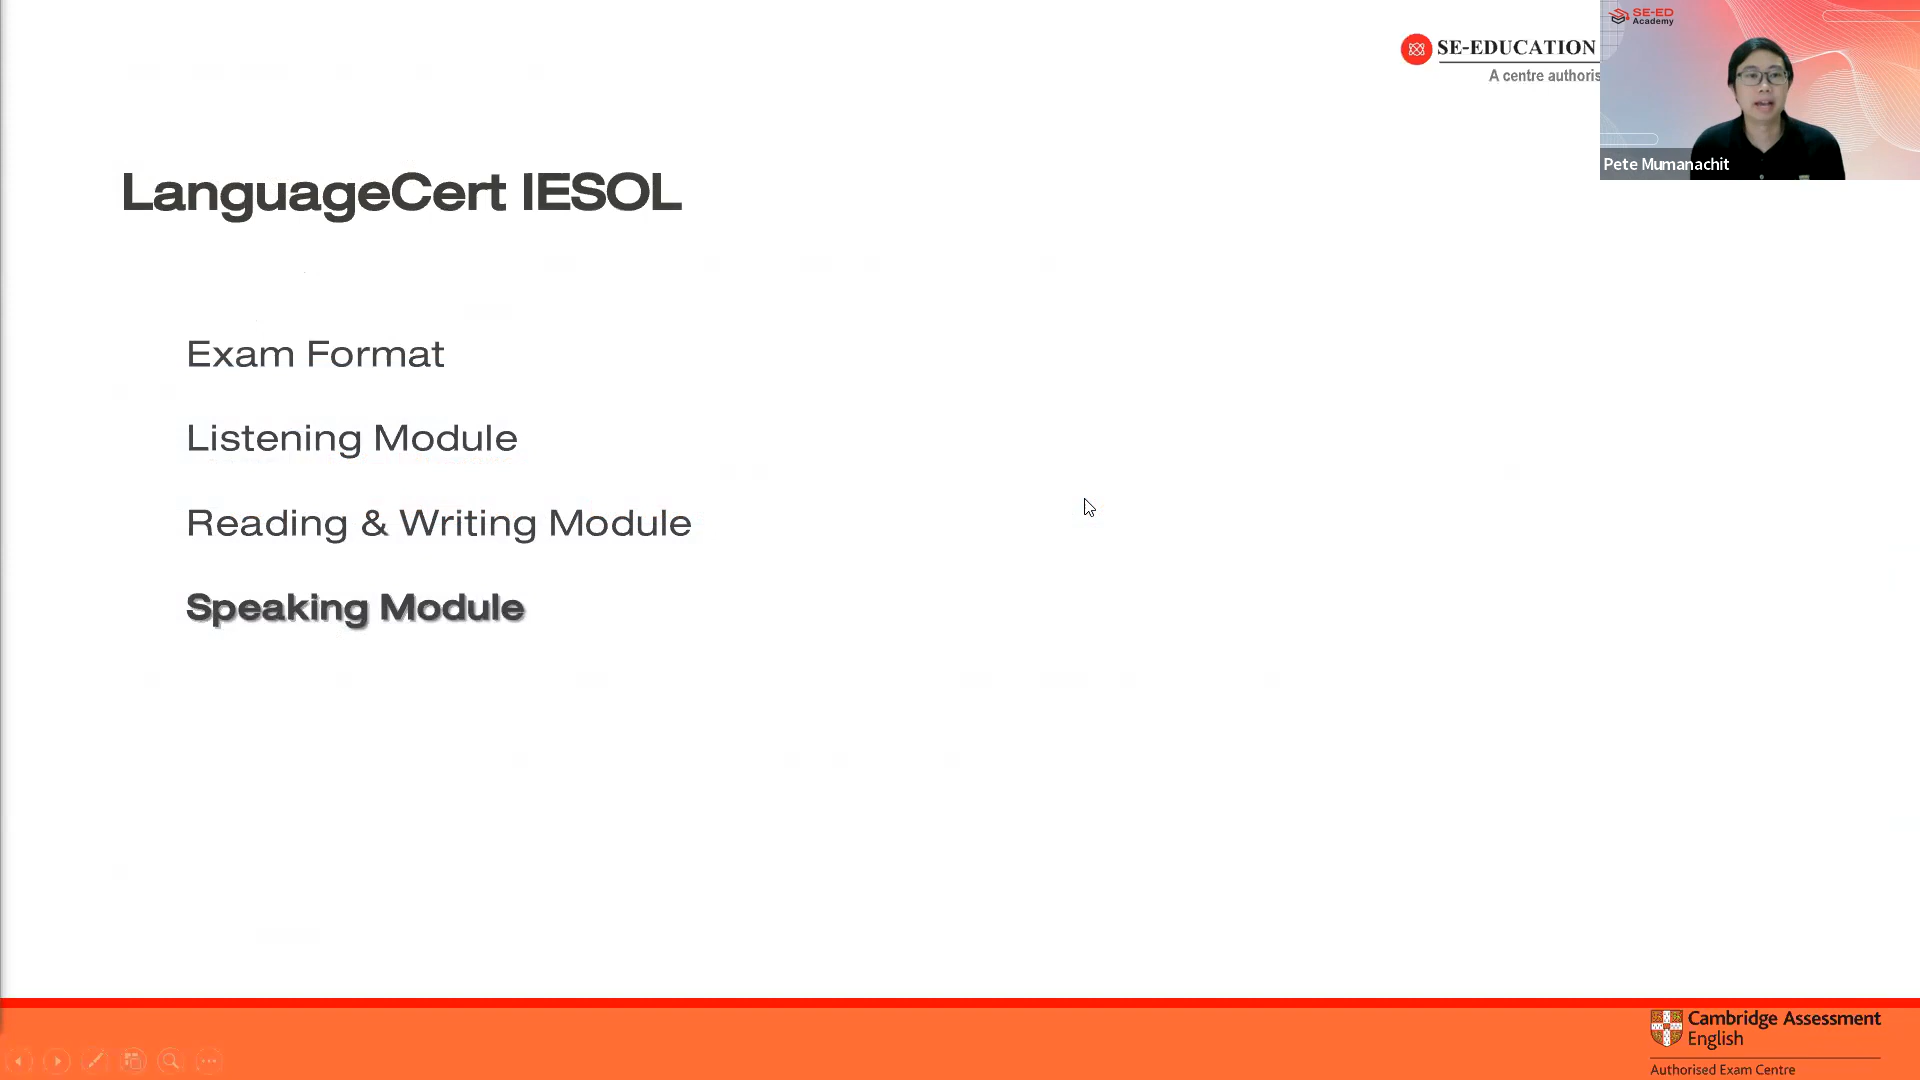 SE-EDUCATION
A centre authoris
SE-ED
Academy
Pete Mumanachit
LanguageCert IESOL
Exam Format
Listening Module
Reading & Writing Module
Speaking Module
Cambridge Assessment
English
Authorised Exam Centre